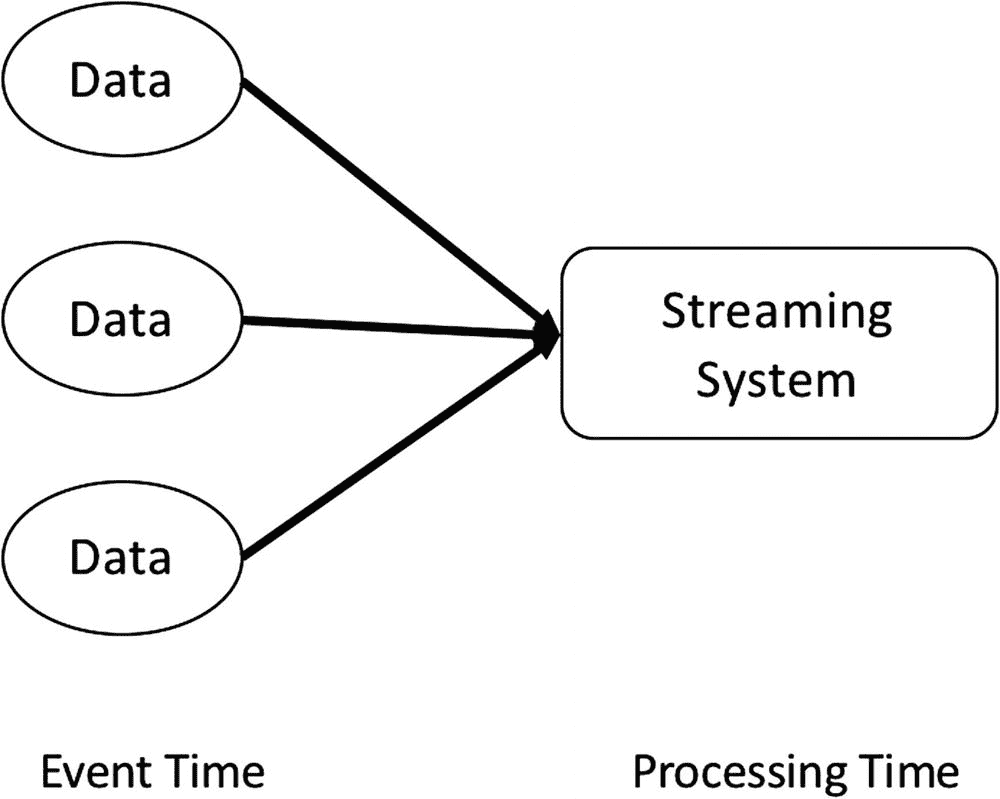 Data
Data
Data
Streaming
System
Event Time
Processing Time